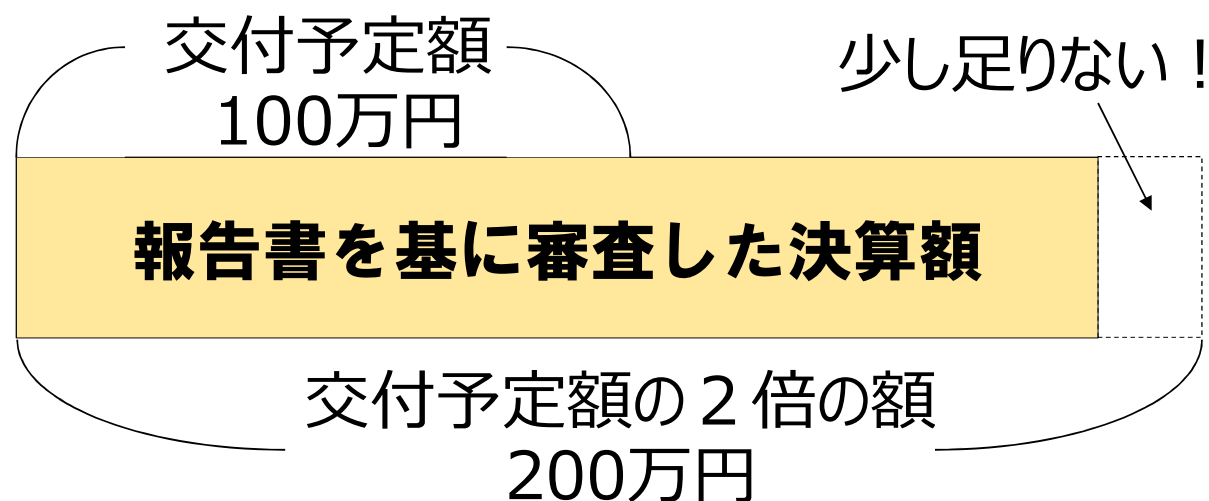 交付予定額
100万円
少し足りない！
報告書を基に審査した決算額
交付予定額の２倍の額
200万円